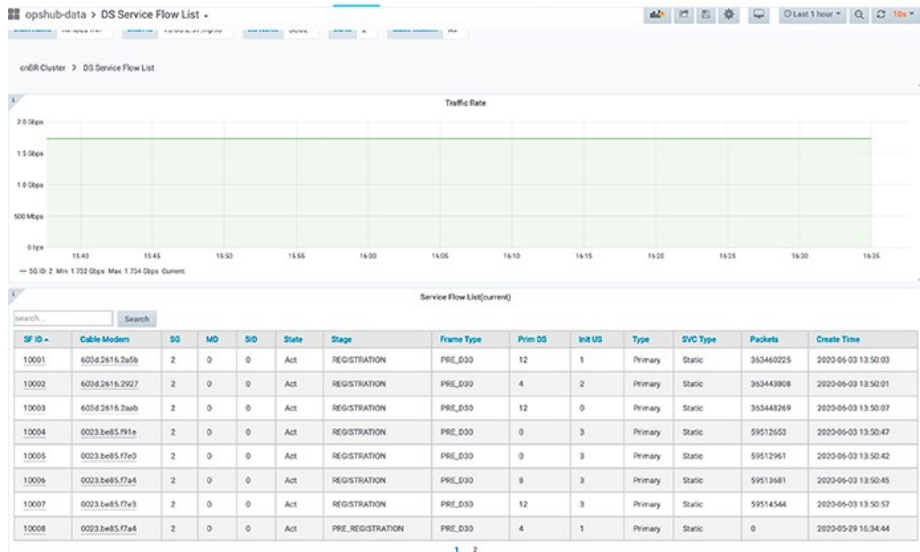 opshub-data > DS Service Flow List
Last 1 hour
10s
cnBR Cluster > DS Service Flow List
Traffic Rate
2.0 Gbps
1.5 Gbps
1.0 Gbps
500 Mbps
0 bps
15:40 15:45 15:50 15:55 16:00 16:05 16:10 16:15 16:20 16:25 16:30 16:35
SG ID: 2 Min: 1.732 Gbps Max: 1.734 Gbps Current:
Service Flow List(current)
search... Search
SF ID Cable Modem SG MD SID State Stage Frame Type Prim DS Init US Type SVC Type Packets Create Time
10001 603d.2616.2a5b 2 0 0 Act REGISTRATION PRE_D30 12 1 Primary Static 363460225 2020-06-03 13:50:03
10002 603d.2616.2927 2 0 0 Act REGISTRATION PRE_D30 4 2 Primary Static 363443808 2020-06-03 13:50:01
10003 603d.2616.2aab 2 0 0 Act REGISTRATION PRE_D30 12 0 Primary Static 363448269 2020-06-03 13:50:07
10004 0023.be85.f91e 2 0 0 Act REGISTRATION PRE_D30 0 3 Primary Static 59512653 2020-06-03 13:50:47
10005 0023.be85.f7e0 2 0 0 Act REGISTRATION PRE_D30 0 3 Primary Static 59512961 2020-06-03 13:50:42
10006 0023.be85.f7a4 2 0 0 Act REGISTRATION PRE_D30 8 3 Primary Static 59513681 2020-06-03 13:50:45
10007 0023.be85.f7e3 2 0 0 Act REGISTRATION PRE_D30 12 3 Primary Static 59514544 2020-06-03 13:50:57
10008 0023.be85.f7a4 2 0 0 Act PRE_REGISTRATION PRE_D30 4 1 Primary Static 0 2020-05-29 16:34:44
1 2